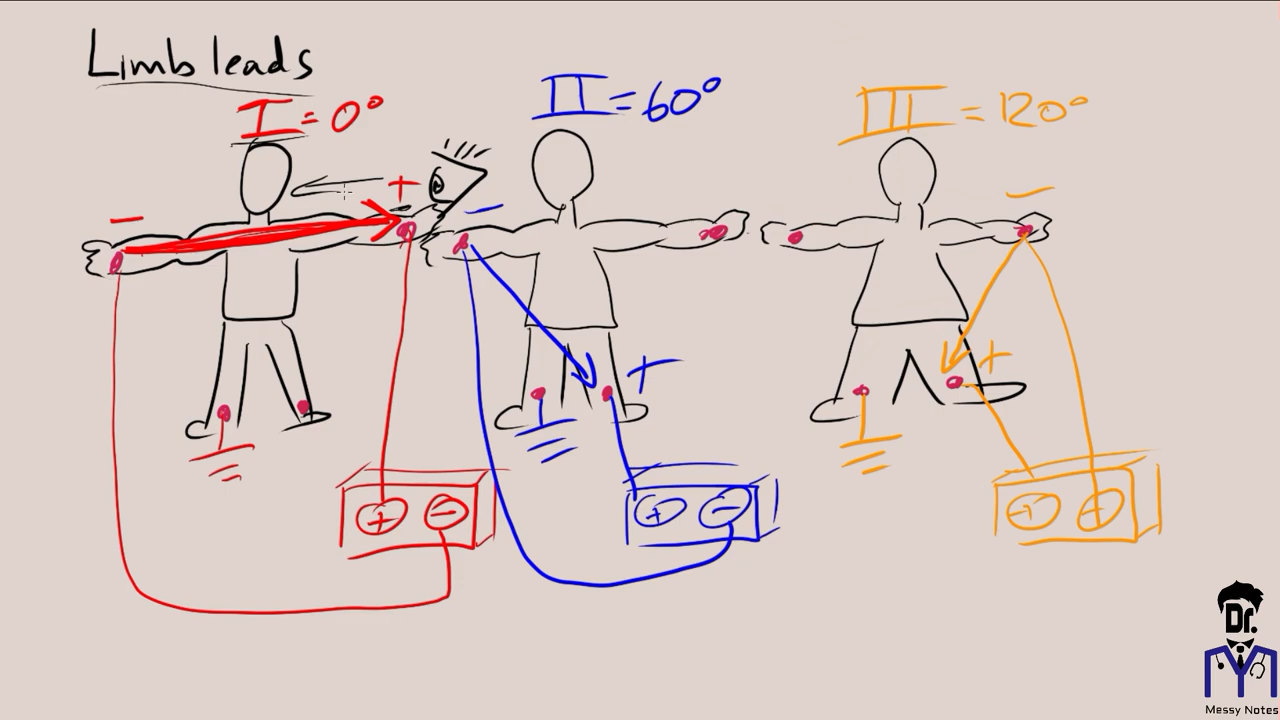 Limb leads
I = 0°
II = 60°
III = 120°
- +
- +
- +
+ -
+ -
+ +
Dr.
Messy Notes